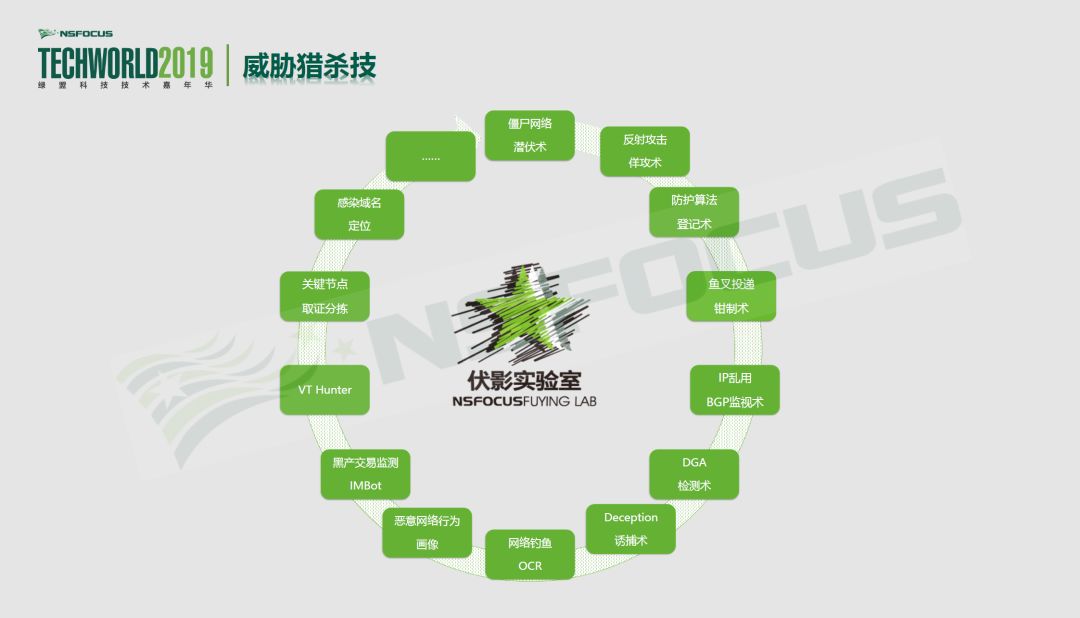 NSFOCUS
TECHWORLD2019
绿盟科技技术嘉年华
威胁猎杀技
僵尸网络
潜伏术
反射攻击
佯攻术
防护算法
登记术
鱼叉投递
钳制术
IP乱用
BGP监视术
DGA
检测术
Deception
诱捕术
网络钓鱼
OCR
恶意网络行为
画像
黑产交易监测
IMBot
VT Hunter
关键节点
取证分拣
感染域名
定位
......
伏影实验室
NSFOCUSFUYING LAB
NSFOCUS